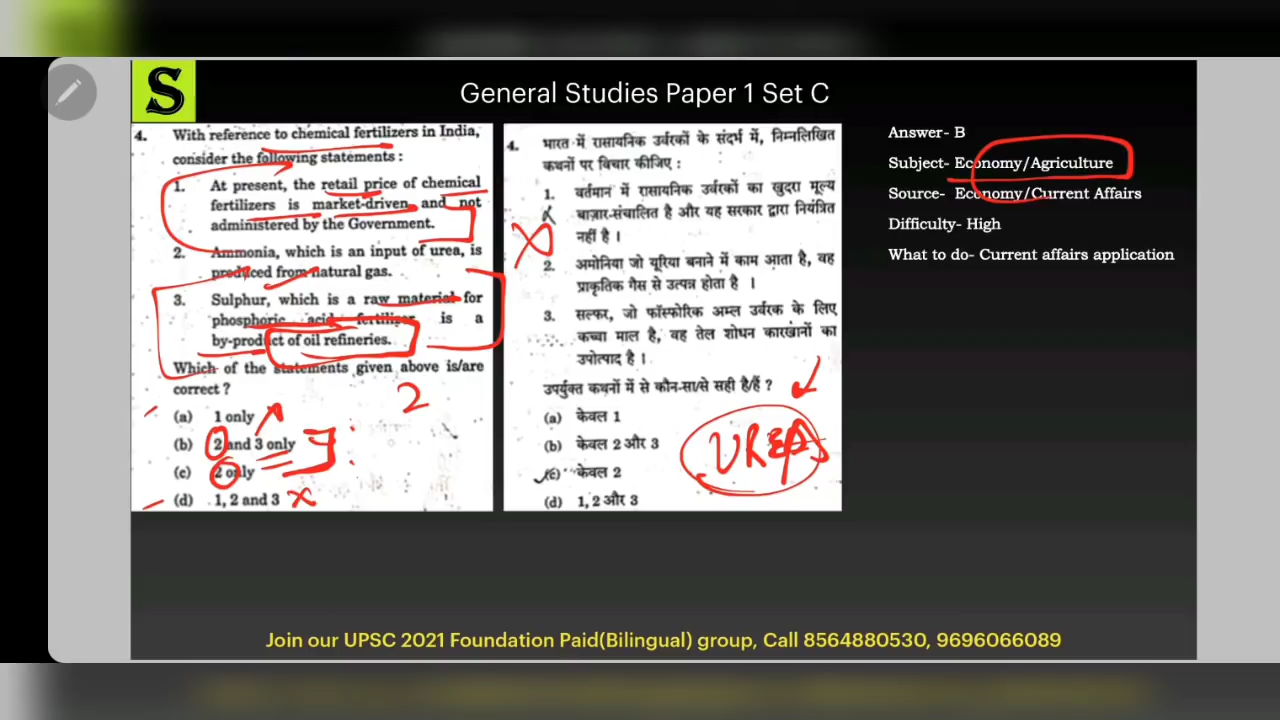 S
General Studies Paper 1 Set C
4. With reference to chemical fertilizers in India,
consider the following statements :
1. At present, the retail price of chemical
fertilizers is market-driven and not
administered by the Government.
2. Ammonia, which is an input of urea, is
produced from natural gas.
3. Sulphur, which is a raw material for
phosphoric acid fertilizer is a
by-product of oil refineries.
Which of the statements given above is/are
correct ?
2
(a) 1 only
(b) 2 and 3 only
(c) 2 only
(d) 1, 2 and 3
4. भारत में रासायनिक उर्वरकों के संदर्भ में, निम्नलिखित
कथनों पर विचार कीजिए :
1. वर्तमान में रासायनिक उर्वरकों का खुदरा मूल्य
बाज़ार-संचालित है और यह सरकार द्वारा नियंत्रित
नहीं है ।
2. अमोनिया जो यूरिया बनाने में काम आता है, वह
प्राकृतिक गैस से उत्पन्न होता है ।
3. सल्फर, जो फॉस्फोरिक अम्ल उर्वरक के लिए
कच्चा माल है, वह तेल शोधन कारखानों का
उपोत्पाद है ।
उपर्युक्त कथनों में से कौन-सा/से सही है/हैं ?
(a) केवल 1
(b) केवल 2 और 3
(c) केवल 2
(d) 1, 2 और 3
Answer- B
Subject- Economy/Agriculture
Source- Economy/Current Affairs
Difficulty- High
What to do- Current affairs application
Join our UPSC 2021 Foundation Paid(Bilingual) group, Call 8564880530, 9696066089